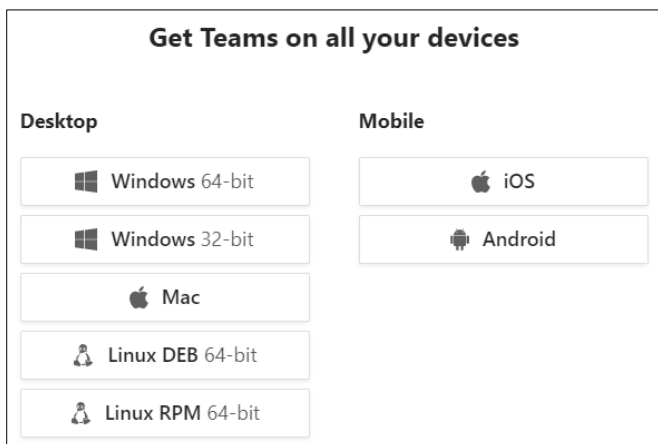 Get Teams on all your devices
Desktop
Windows 64-bit
Windows 32-bit
Mac
Linux DEB 64-bit
Linux RPM 64-bit
Mobile
iOS
Android